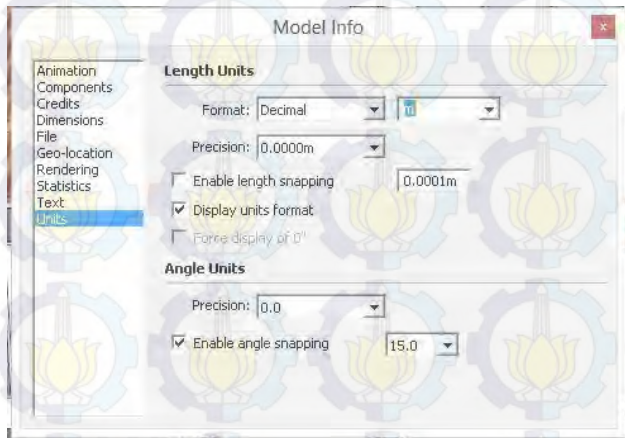 Model Info
x
Animation
Components
Credits
Dimensions
File
Geo-location
Rendering
Statistics
Text
Units
Length Units
Format: Decimal m
Precision: 0.0000m
Enable length snapping 0.0001m
Display units format
Force display of 0"
Angle Units
Precision: 0.0
Enable angle snapping 15.0